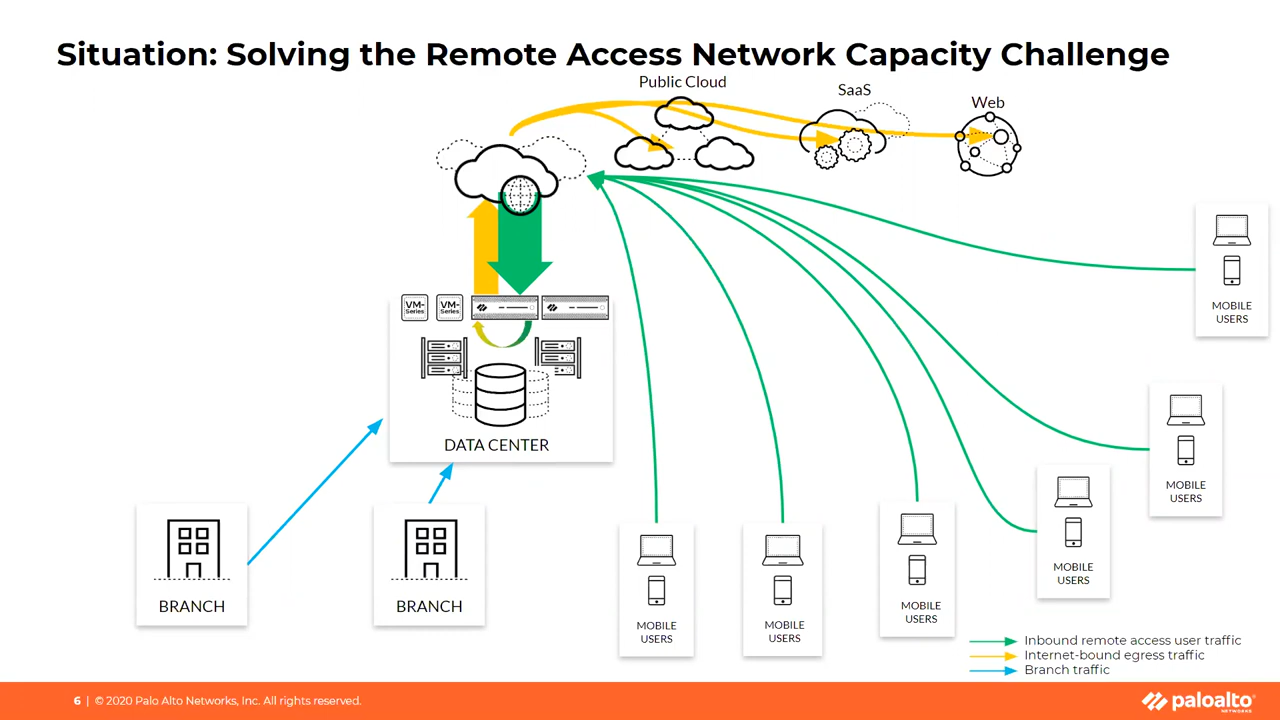 Situation: Solving the Remote Access Network Capacity Challenge
Public Cloud
SaaS
Web
VM-
Series
VM-
Series
DATA CENTER
BRANCH
BRANCH
MOBILE
USERS
MOBILE
USERS
MOBILE
USERS
MOBILE
USERS
MOBILE
USERS
MOBILE
USERS
Inbound remote access user traffic
Internet-bound egress traffic
Branch traffic
6 | © 2020 Palo Alto Networks, Inc. All rights reserved.
paloalto
NETWORKS